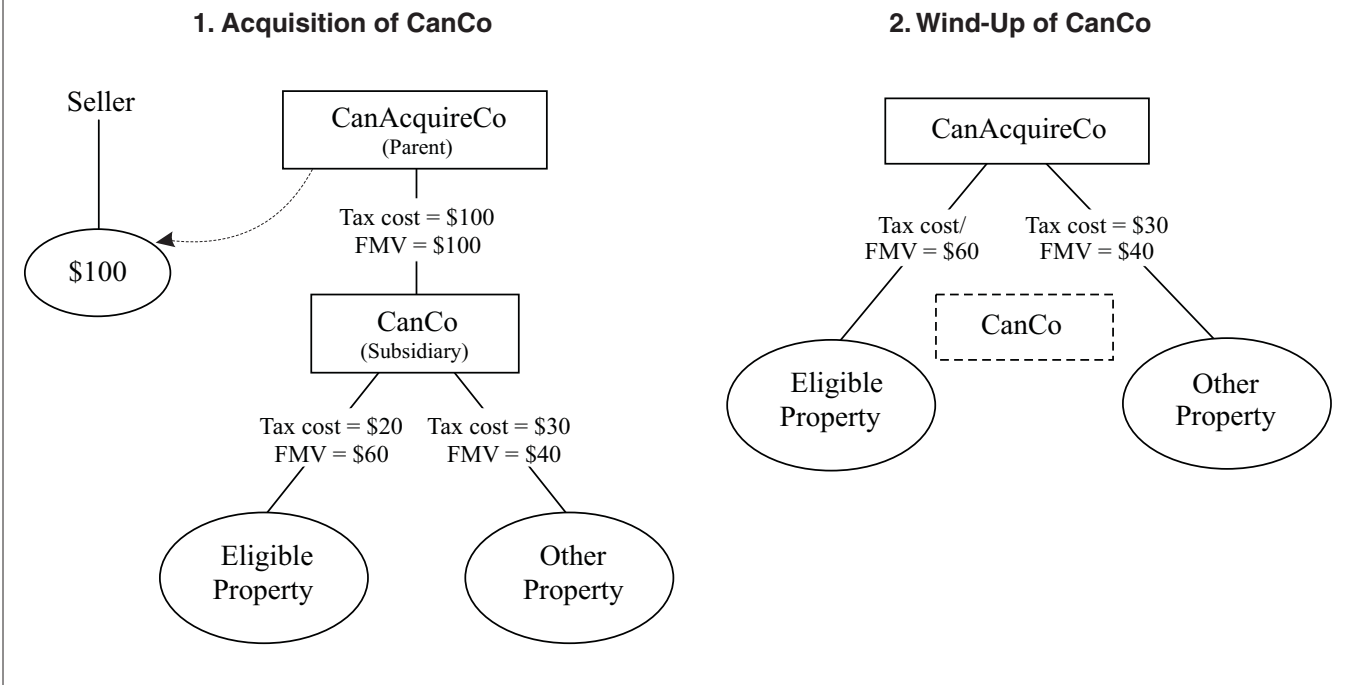 1. Acquisition of CanCo
Seller
$100
CanAcquireCo
(Parent)
Tax cost = $100
FMV = $100
CanCo
(Subsidiary)
Tax cost = $20
FMV = $60
Tax cost = $30
FMV = $40
Eligible
Property
Other
Property
2. Wind-Up of CanCo
CanAcquireCo
Tax cost/
FMV = $60
Tax cost = $30
FMV = $40
CanCo
Eligible
Property
Other
Property